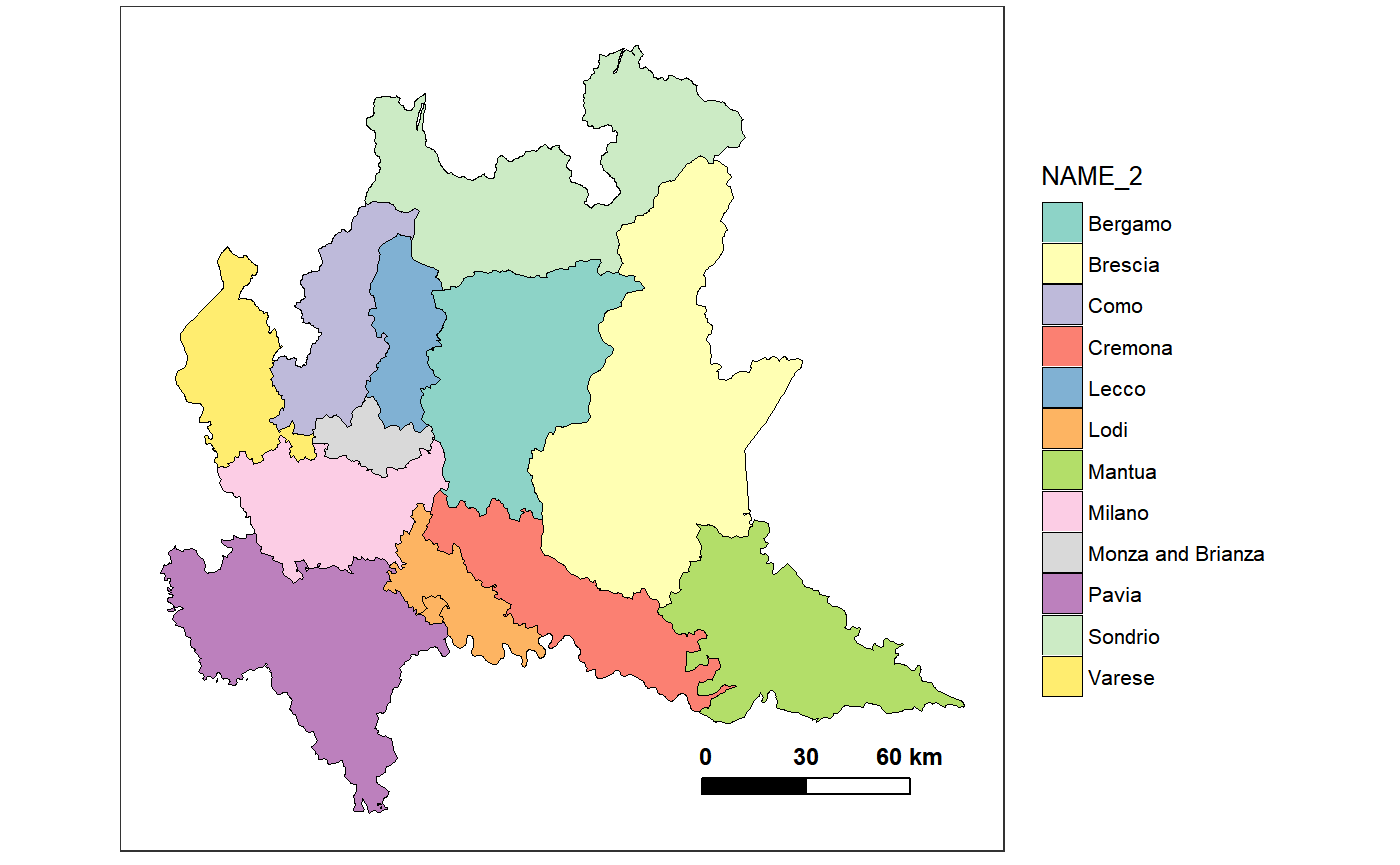 NAME_2
Bergamo
Brescia
Como
Cremona
Lecco
Lodi
Mantua
Milano
Monza and Brianza
Pavia
Sondrio
Varese
0 30 60 km